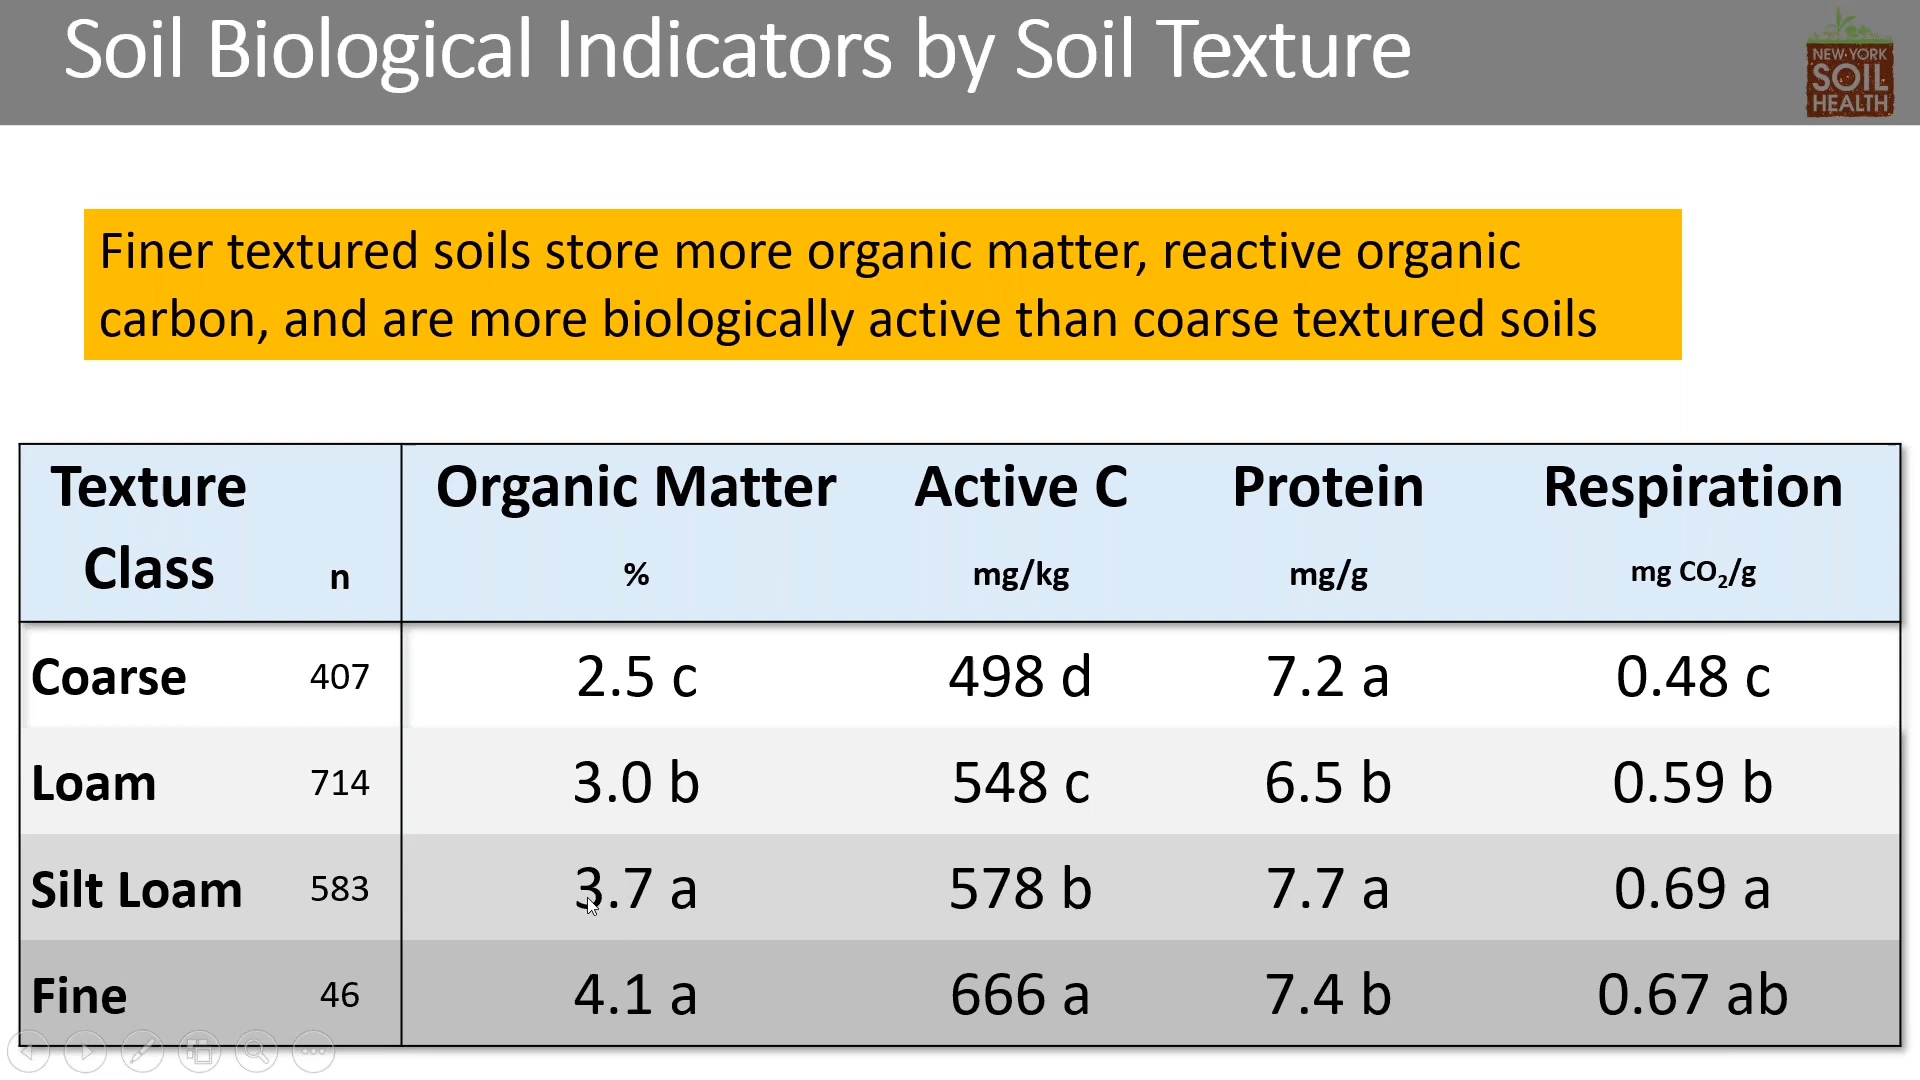 Soil Biological Indicators by Soil Texture
NEW·YORK
SOIL
HEALTH
Finer textured soils store more organic matter, reactive organic
carbon, and are more biologically active than coarse textured soils
Texture Class n Organic Matter % Active C mg/kg Protein mg/g Respiration mg CO₂/g
Coarse 407 2.5 c 498 d 7.2 a 0.48 c
Loam 714 3.0 b 548 c 6.5 b 0.59 b
Silt Loam 583 3.7 a 578 b 7.7 a 0.69 a
Fine 46 4.1 a 666 a 7.4 b 0.67 ab